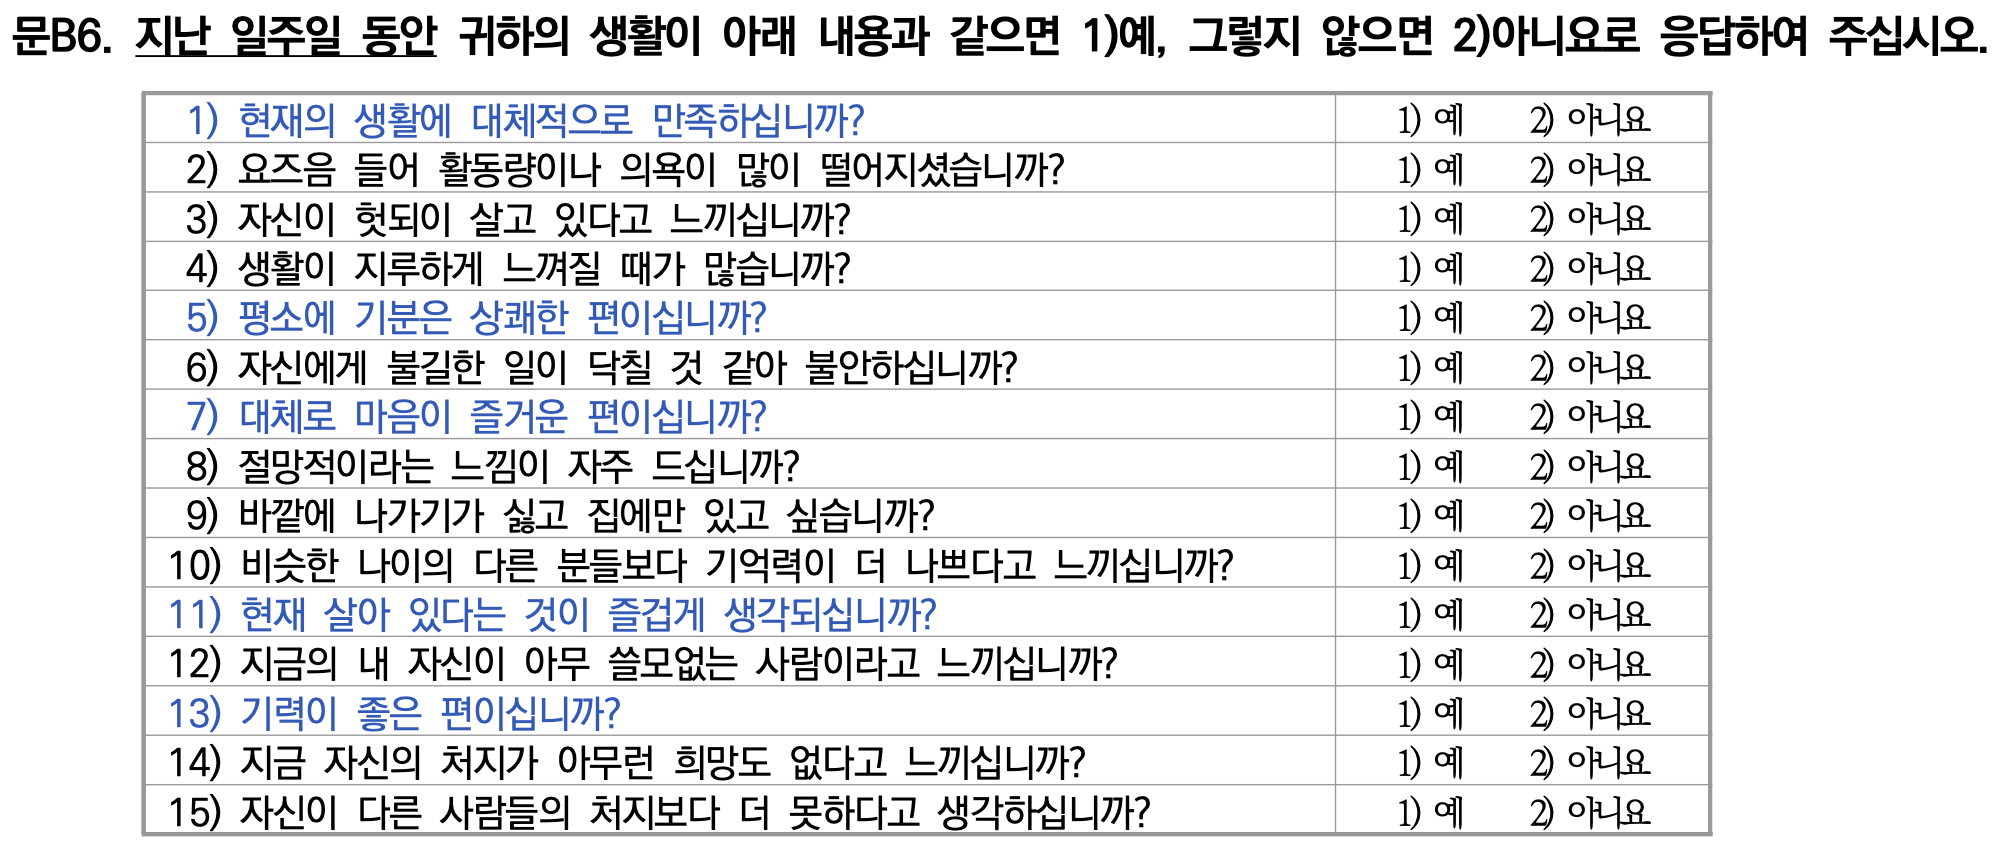 문B6. 지난 일주일 동안 귀하의 생활이 아래 내용과 같으면 1)예, 그렇지 않으면 2)아니요로 응답하여 주십시오.
1) 현재의 생활에 대체적으로 만족하십니까? 1) 예 2) 아니요
2) 요즈음 들어 활동량이나 의욕이 많이 떨어지셨습니까? 1) 예 2) 아니요
3) 자신이 헛되이 살고 있다고 느끼십니까? 1) 예 2) 아니요
4) 생활이 지루하게 느껴질 때가 많습니까? 1) 예 2) 아니요
5) 평소에 기분은 상쾌한 편이십니까? 1) 예 2) 아니요
6) 자신에게 불길한 일이 닥칠 것 같아 불안하십니까? 1) 예 2) 아니요
7) 대체로 마음이 즐거운 편이십니까? 1) 예 2) 아니요
8) 절망적이라는 느낌이 자주 드십니까? 1) 예 2) 아니요
9) 바깥에 나가기가 싫고 집에만 있고 싶습니까? 1) 예 2) 아니요
10) 비슷한 나이의 다른 분들보다 기억력이 더 나쁘다고 느끼십니까? 1) 예 2) 아니요
11) 현재 살아 있다는 것이 즐겁게 생각되십니까? 1) 예 2) 아니요
12) 지금의 내 자신이 아무 쓸모없는 사람이라고 느끼십니까? 1) 예 2) 아니요
13) 기력이 좋은 편이십니까? 1) 예 2) 아니요
14) 지금 자신의 처지가 아무런 희망도 없다고 느끼십니까? 1) 예 2) 아니요
15) 자신이 다른 사람들의 처지보다 더 못하다고 생각하십니까? 1) 예 2) 아니요